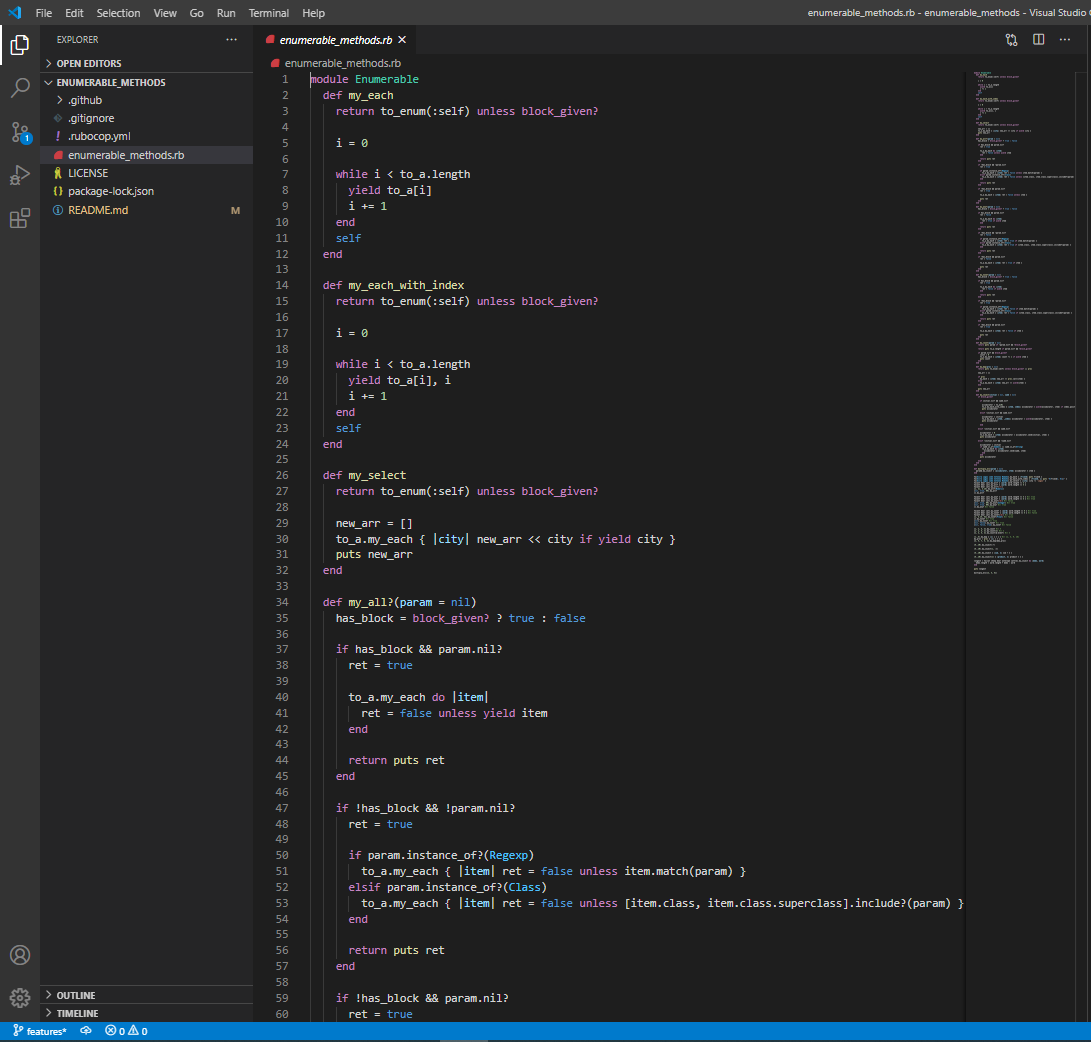 File Edit Selection View Go Run Terminal Help
enumerable_methods.rb - enumerable_methods - Visual Studio
EXPLORER
OPEN EDITORS
ENUMERABLE_METHODS
.github
.gitignore
! .rubocop.yml
enumerable_methods.rb
LICENSE
{} package-lock.json
README.md M
1
OUTLINE
TIMELINE
enumerable_methods.rb
enumerable_methods.rb
1 module Enumerable
2 def my_each
3 return to_enum(:self) unless block_given?
4
5 i = 0
6
7 while i < to_a.length
8 yield to_a[i]
9 i += 1
10 end
11 self
12 end
13
14 def my_each_with_index
15 return to_enum(:self) unless block_given?
16
17 i = 0
18
19 while i < to_a.length
20 yield to_a[i], i
21 i += 1
22 end
23 self
24 end
25
26 def my_select
27 return to_enum(:self) unless block_given?
28
29 new_arr = []
30 to_a.my_each { |city| new_arr << city if yield city }
31 puts new_arr
32 end
33
34 def my_all?(param = nil)
35 has_block = block_given? ? true : false
36
37 if has_block && param.nil?
38 ret = true
39
40 to_a.my_each do |item|
41 ret = false unless yield item
42 end
43
44 return puts ret
45 end
46
47 if !has_block && !param.nil?
48 ret = true
49
50 if param.instance_of?(Regexp)
51 to_a.my_each { |item| ret = false unless item.match(param) }
52 elsif param.instance_of?(Class)
53 to_a.my_each { |item| ret = false unless [item.class, item.class.superclass].include?(param) }
54 end
55
56 return puts ret
57 end
58
59 if !has_block && param.nil?
60 ret = true
features* 0 0